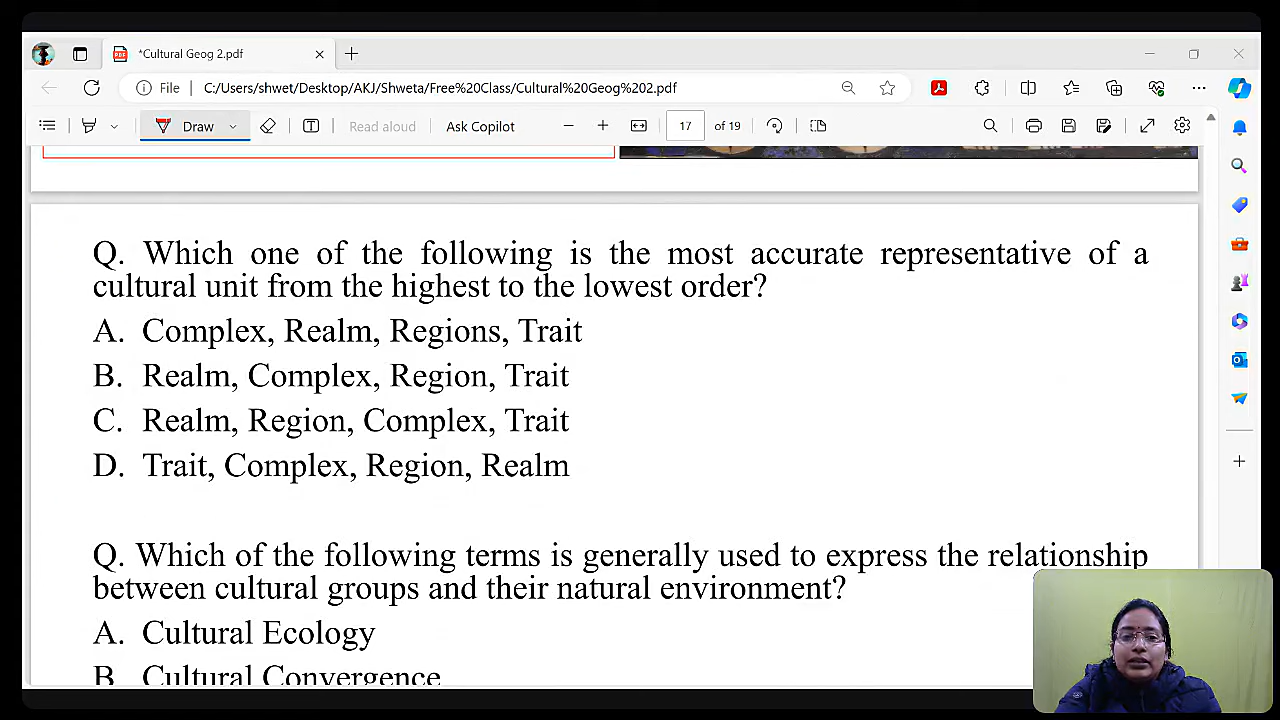 *Cultural Geog 2.pdf
File
C:/Users/shwet/Desktop/AKJ/Shweta/Free%20Class/Cultural%20Geog%202.pdf
Draw
Read aloud
Ask Copilot
17
of 19
Q. Which one of the following is the most accurate representative of a
cultural unit from the highest to the lowest order?
A. Complex, Realm, Regions, Trait
B. Realm, Complex, Region, Trait
C. Realm, Region, Complex, Trait
D. Trait, Complex, Region, Realm
Q. Which of the following terms is generally used to express the relationship
between cultural groups and their natural environment?
A. Cultural Ecology
B. Cultural Convergence